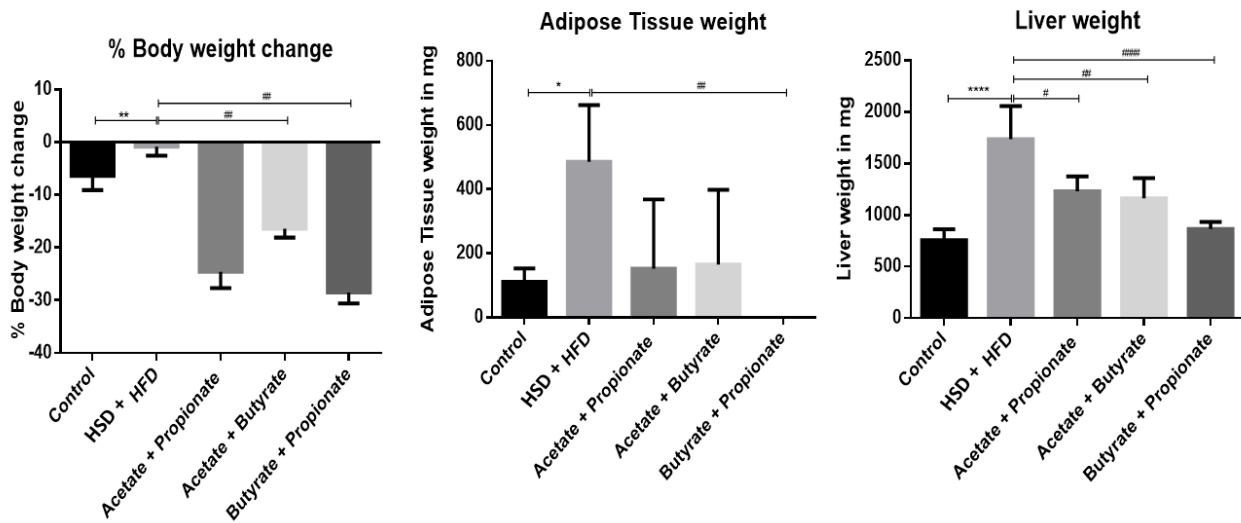 % Body weight change
% Body weight change
10
0
-10
-20
-30
-40
**
##
##
Control
HSD + HFD
Acetate + Propionate
Acetate + Butyrate
Butyrate + Propionate
Adipose Tissue weight
Adipose Tissue weight in mg
800
600
400
200
0
*
##
Control
HSD + HFD
Acetate + Propionate
Acetate + Butyrate
Butyrate + Propionate
Liver weight
Liver weight in mg
2500
2000
1500
1000
500
0
####
##
****
#
Control
HSD + HFD
Acetate + Propionate
Acetate + Butyrate
Butyrate + Propionate